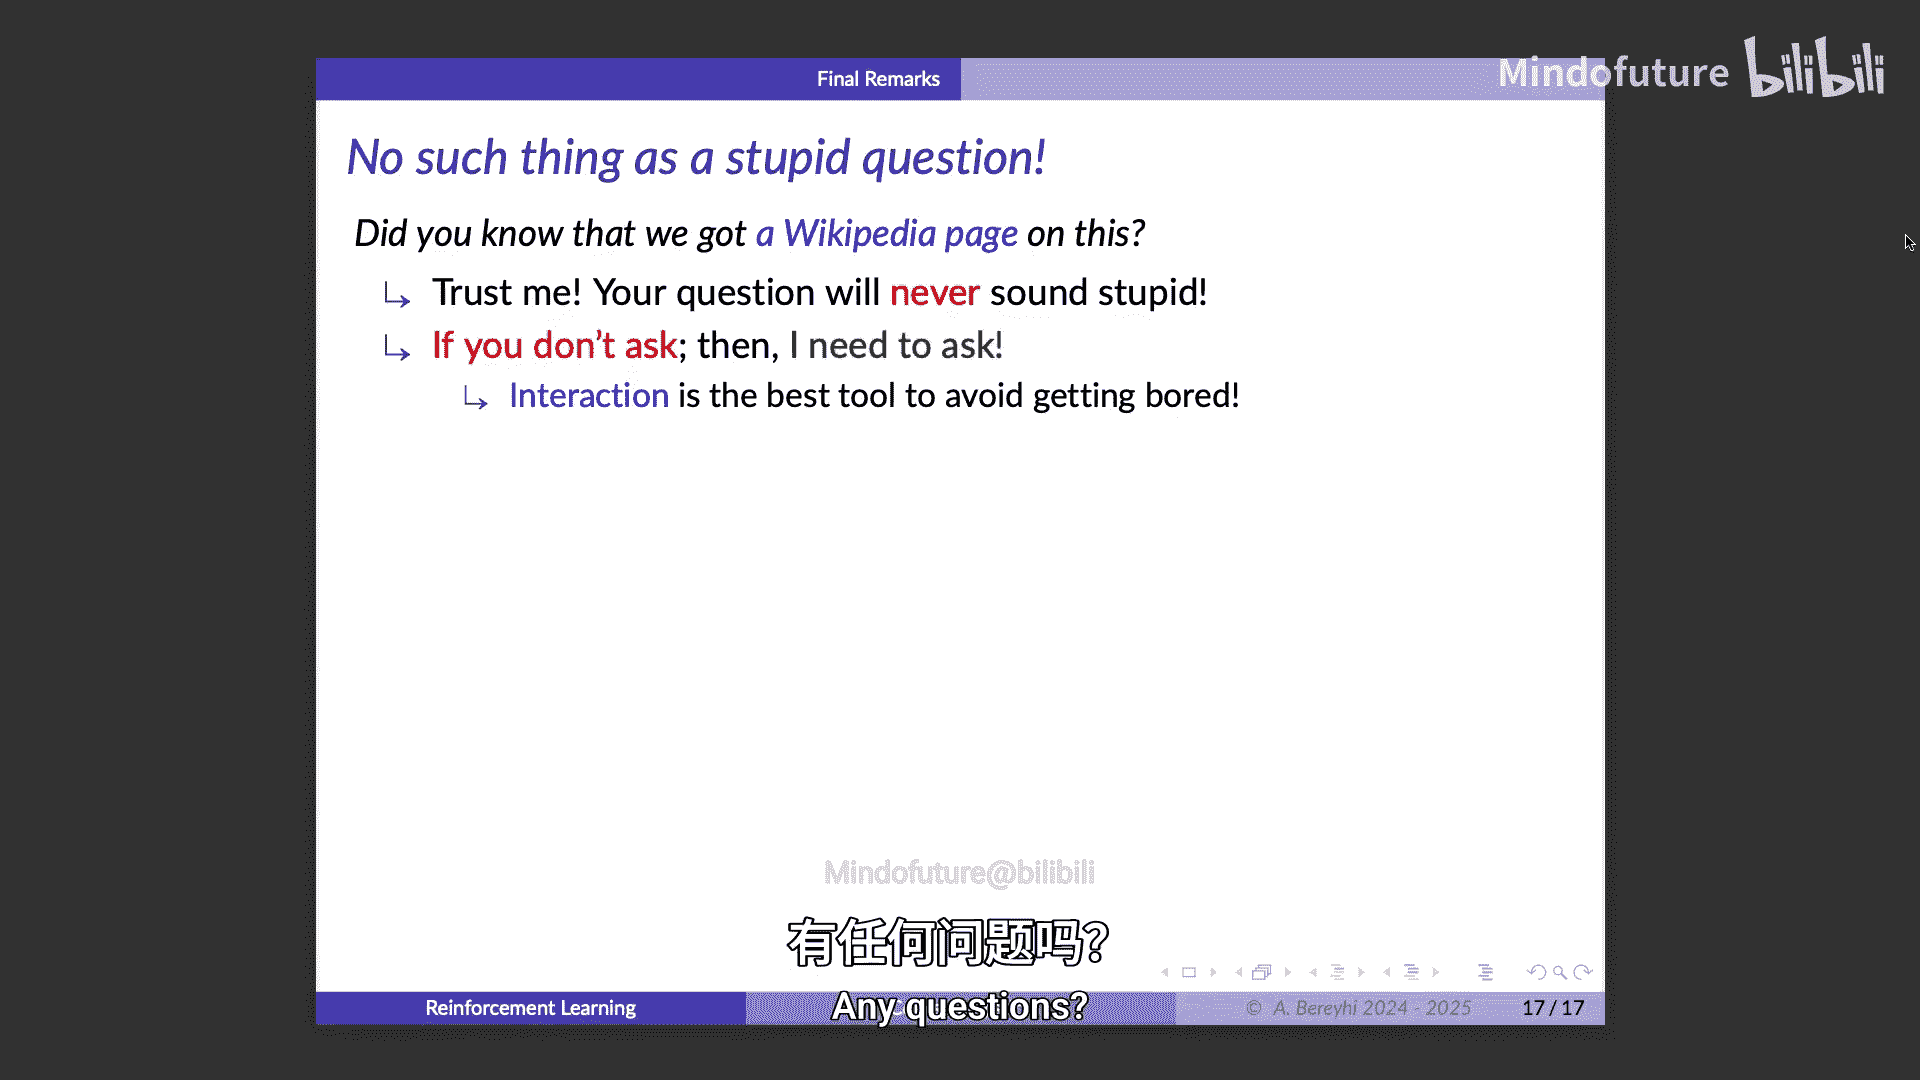 Final Remarks
Mindofuture bilibili
No such thing as a stupid question!
Did you know that we got a Wikipedia page on this?
Trust me! Your question will never sound stupid!
If you don't ask; then, I need to ask!
Interaction is the best tool to avoid getting bored!
Mindofuture@bilibili
有任何问题吗?
Any questions?
Reinforcement Learning
© A. Bereyhi 2024 - 2025
17 / 17